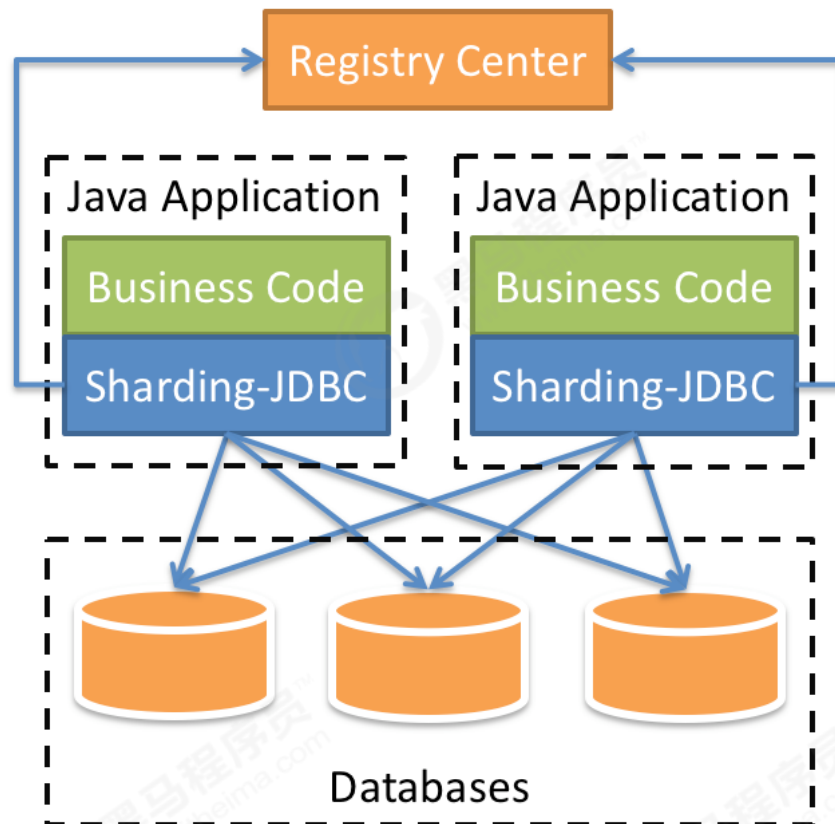 Registry Center
Java Application
Java Application
Business Code
Business Code
Sharding-JDBC
Sharding-JDBC
Databases